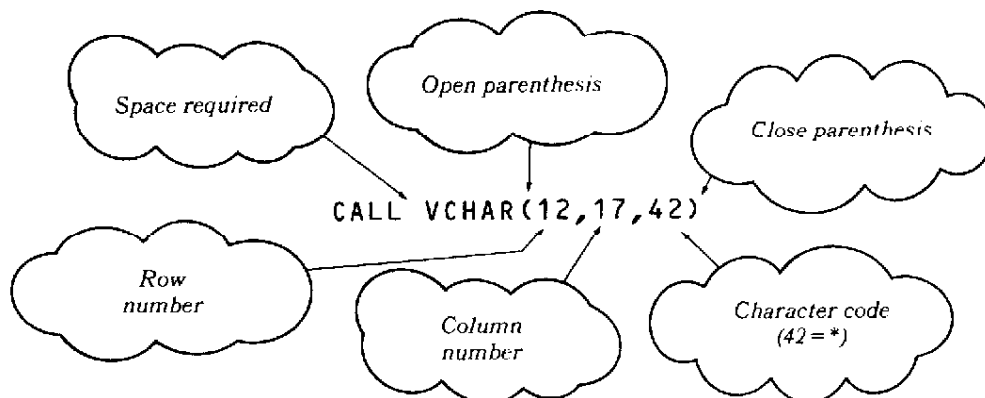 Space required
Open parenthesis
Close parenthesis
CALL VCHAR(12,17,42)
Row
number
Column
number
Character code
(42=*)